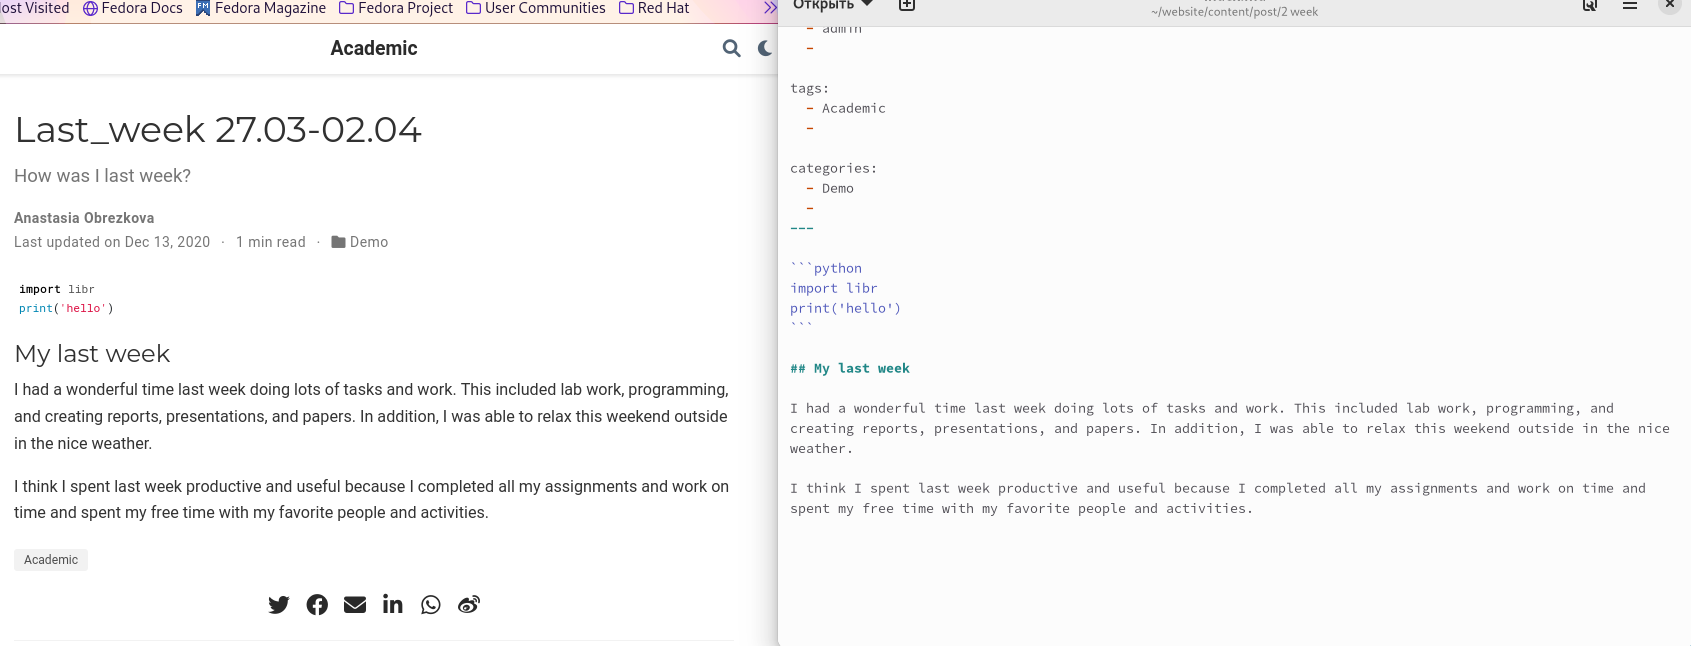 ost Visited Fedora Docs Fedora Magazine Fedora Project User Communities Red Hat
Academic
Last_week 27.03-02.04
How was I last week?
Anastasia Obrezkova
Last updated on Dec 13, 2020 · 1 min read · Demo
import libr
print('hello')
My last week
I had a wonderful time last week doing lots of tasks and work. This included lab work, programming,
and creating reports, presentations, and papers. In addition, I was able to relax this weekend outside
in the nice weather.
I think I spent last week productive and useful because I completed all my assignments and work on
time and spent my free time with my favorite people and activities.
Academic
Открыть
~/website/content/post/2 week
- admin
-
tags:
- Academic
-
categories:
- Demo
-
---
```python
import libr
print('hello')
```
## My last week
I had a wonderful time last week doing lots of tasks and work. This included lab work, programming, and
creating reports, presentations, and papers. In addition, I was able to relax this weekend outside in the nice
weather.
I think I spent last week productive and useful because I completed all my assignments and work on time and
spent my free time with my favorite people and activities.